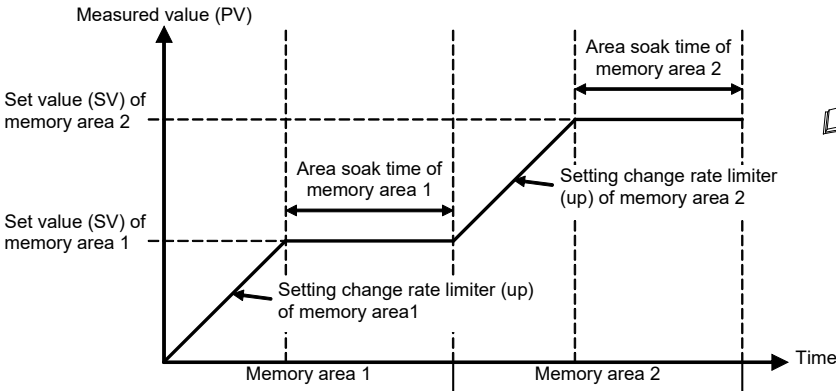 Measured value (PV)
Area soak time of
memory area 2
Set value (SV) of
memory area 2
Area soak time of
memory area 1
Setting change rate limiter
(up) of memory area 2
Set value (SV) of
memory area 1
Setting change rate limiter (up)
of memory area1
Time
Memory area 1
Memory area 2